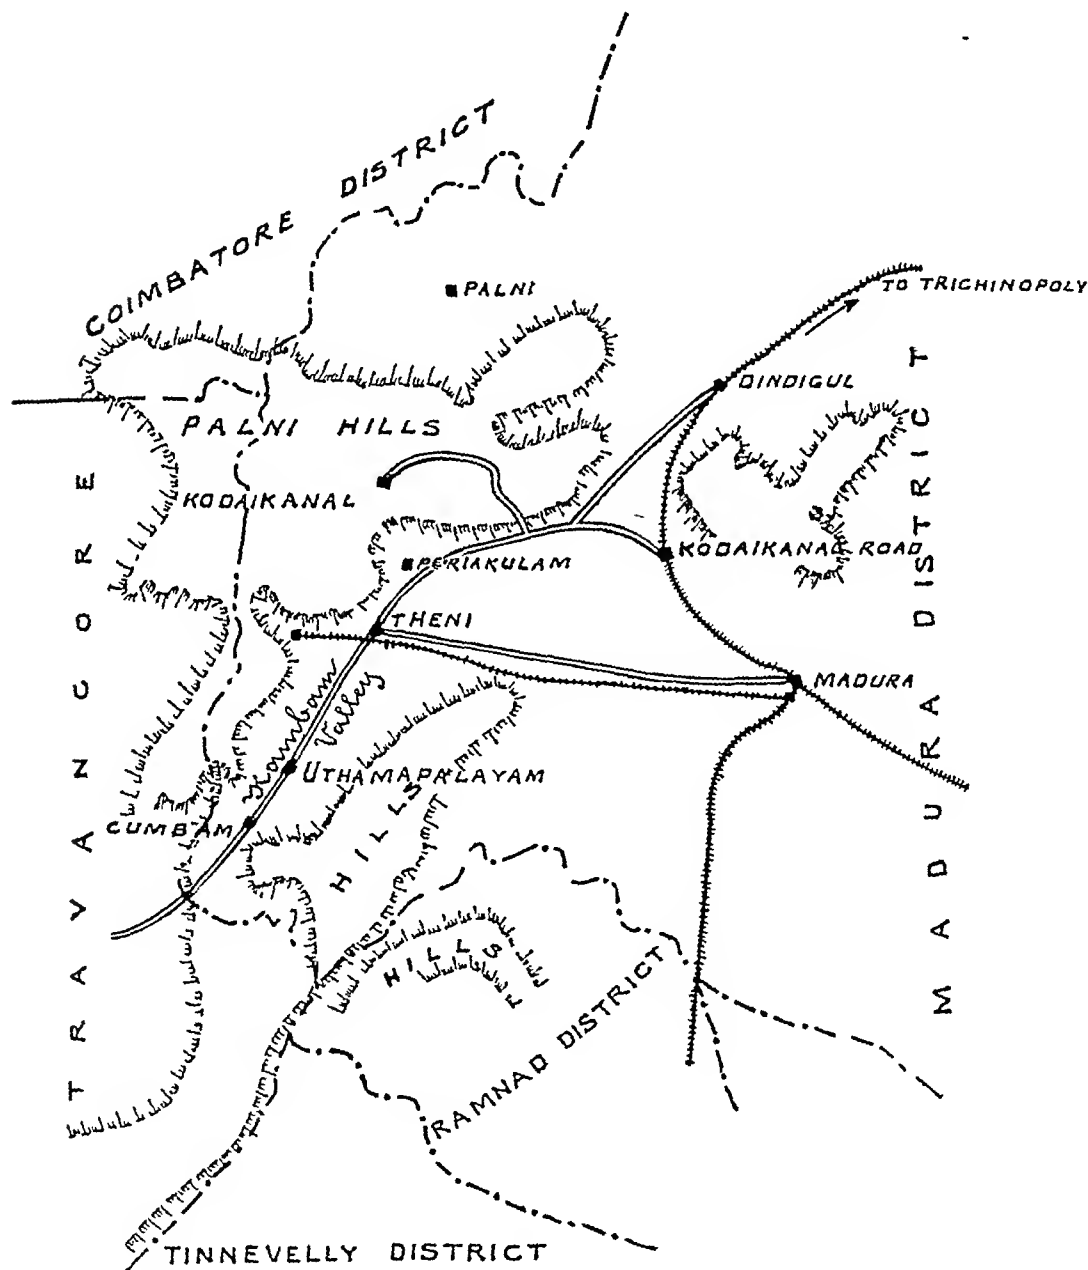 COIMBATORE DISTRICT
PALNI
TO TRICHINOPOLY
DINDIGUL
PALNI HILLS
KODAIKANAL
KODAIKANAL ROAD
PERIAKULAM
THENI
MADURA
Kambam
Valley
UTHAMAPALAYAM
CUMBAM
HILLS
HILLS
TRAVANCORE
MADURA DISTRICT
RAMNAD DISTRICT
TINNEVELLY DISTRICT